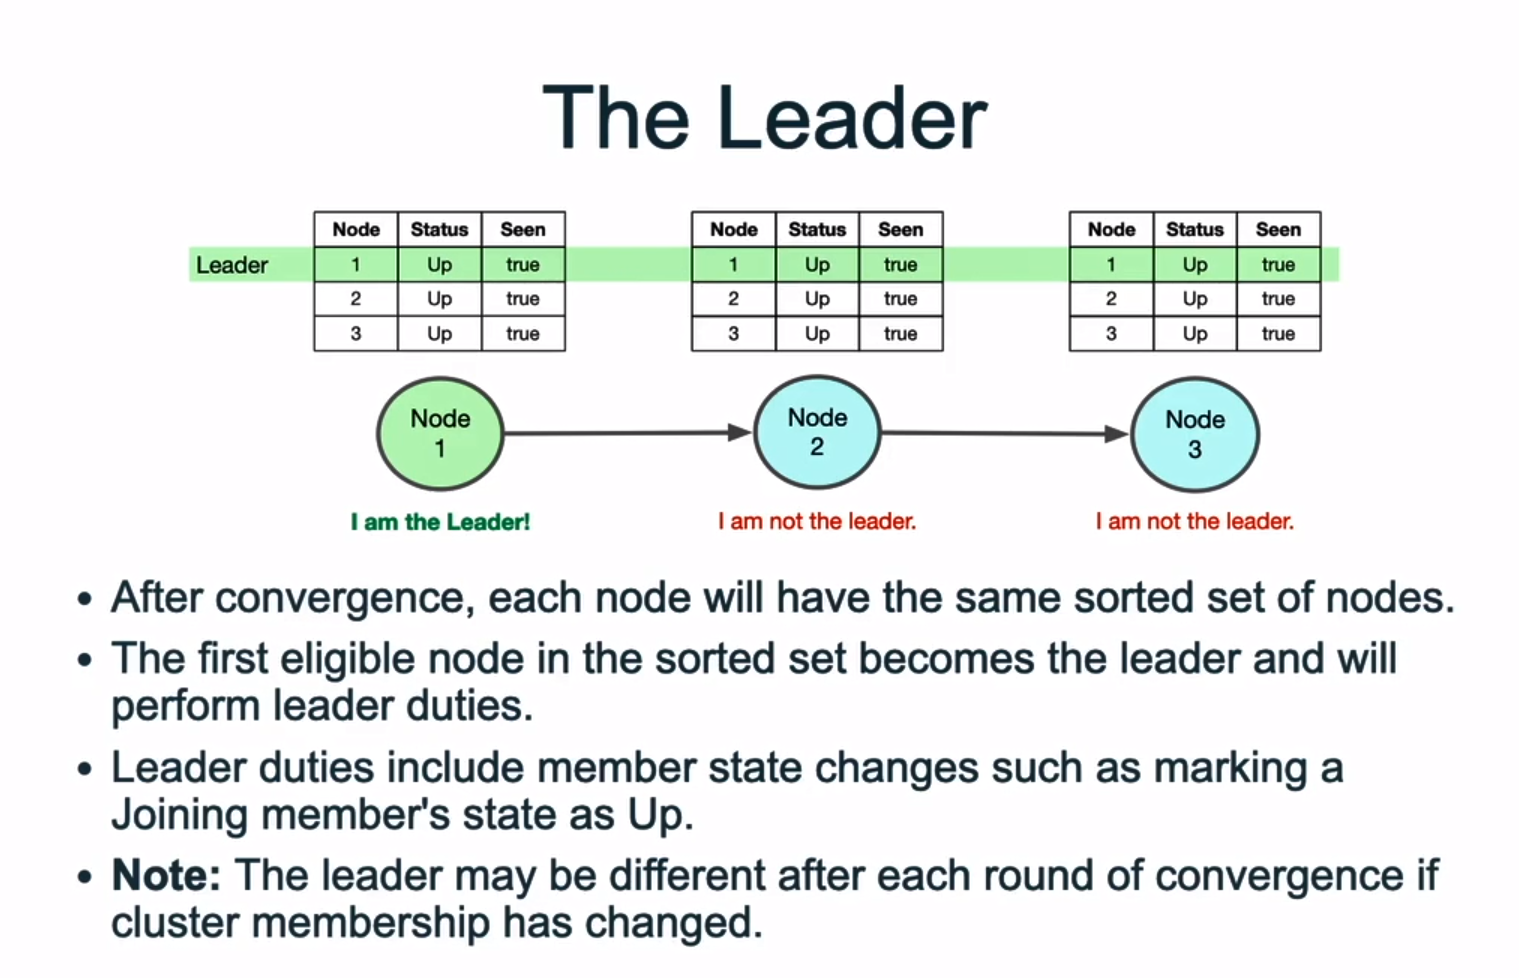 The Leader
Node Status Seen
Leader 1 Up true
2 Up true
3 Up true
Node Status Seen
1 Up true
2 Up true
3 Up true
Node Status Seen
1 Up true
2 Up true
3 Up true
Node
1
Node
2
Node
3
I am the Leader!
I am not the leader.
I am not the leader.
• After convergence, each node will have the same sorted set of nodes.
• The first eligible node in the sorted set becomes the leader and will
perform leader duties.
• Leader duties include member state changes such as marking a
Joining member's state as Up.
• Note: The leader may be different after each round of convergence if
cluster membership has changed.